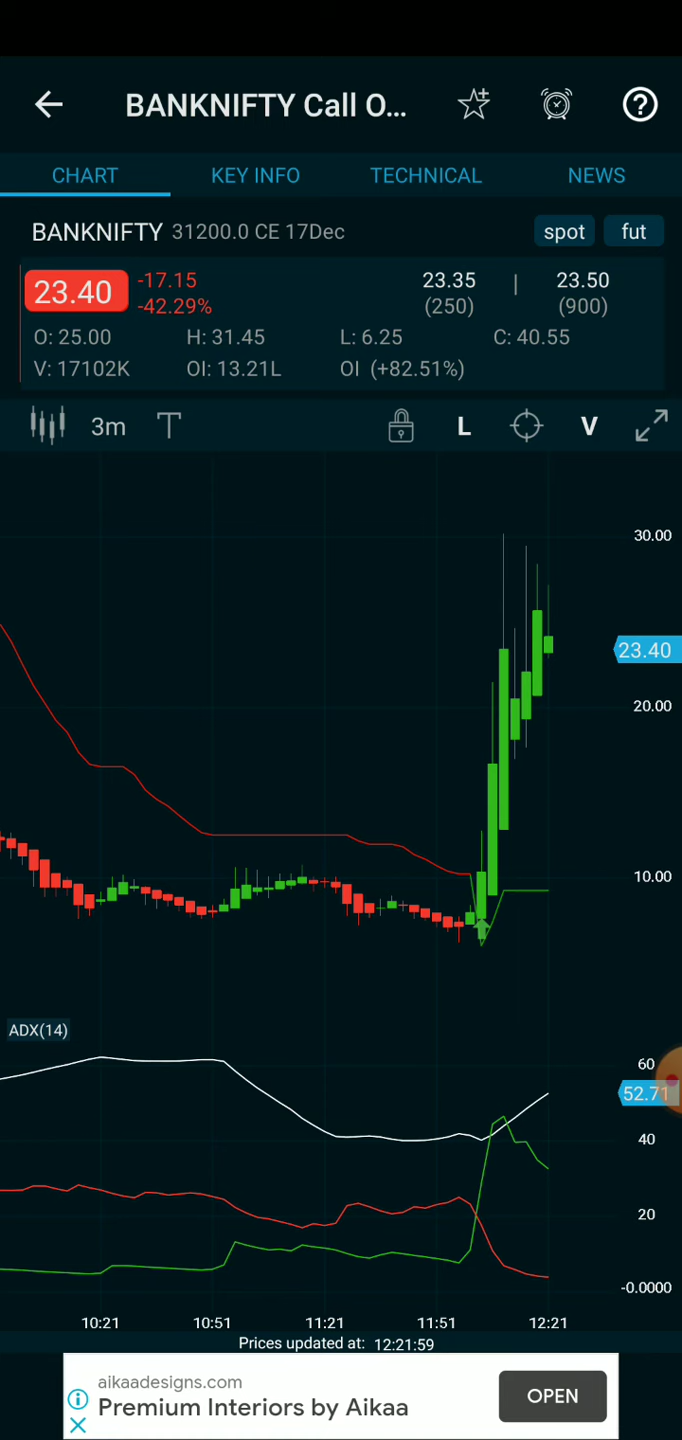 BANKNIFTY Call O...
CHART KEY INFO TECHNICAL NEWS
BANKNIFTY 31200.0 CE 17Dec spot fut
23.40 -17.15 23.35 | 23.50
-42.29% (250) (900)
O: 25.00 H: 31.45 L: 6.25 C: 40.55
V: 17102K OI: 13.21L OI (+82.51%)
3m T L V
30.00
23.40
20.00
10.00
ADX(14)
60
52.71
40
20
-0.0000
10:21 10:51 11:21 11:51 12:21
Prices updated at: 12:21:59
aikaadesigns.com
Premium Interiors by Aikaa
OPEN